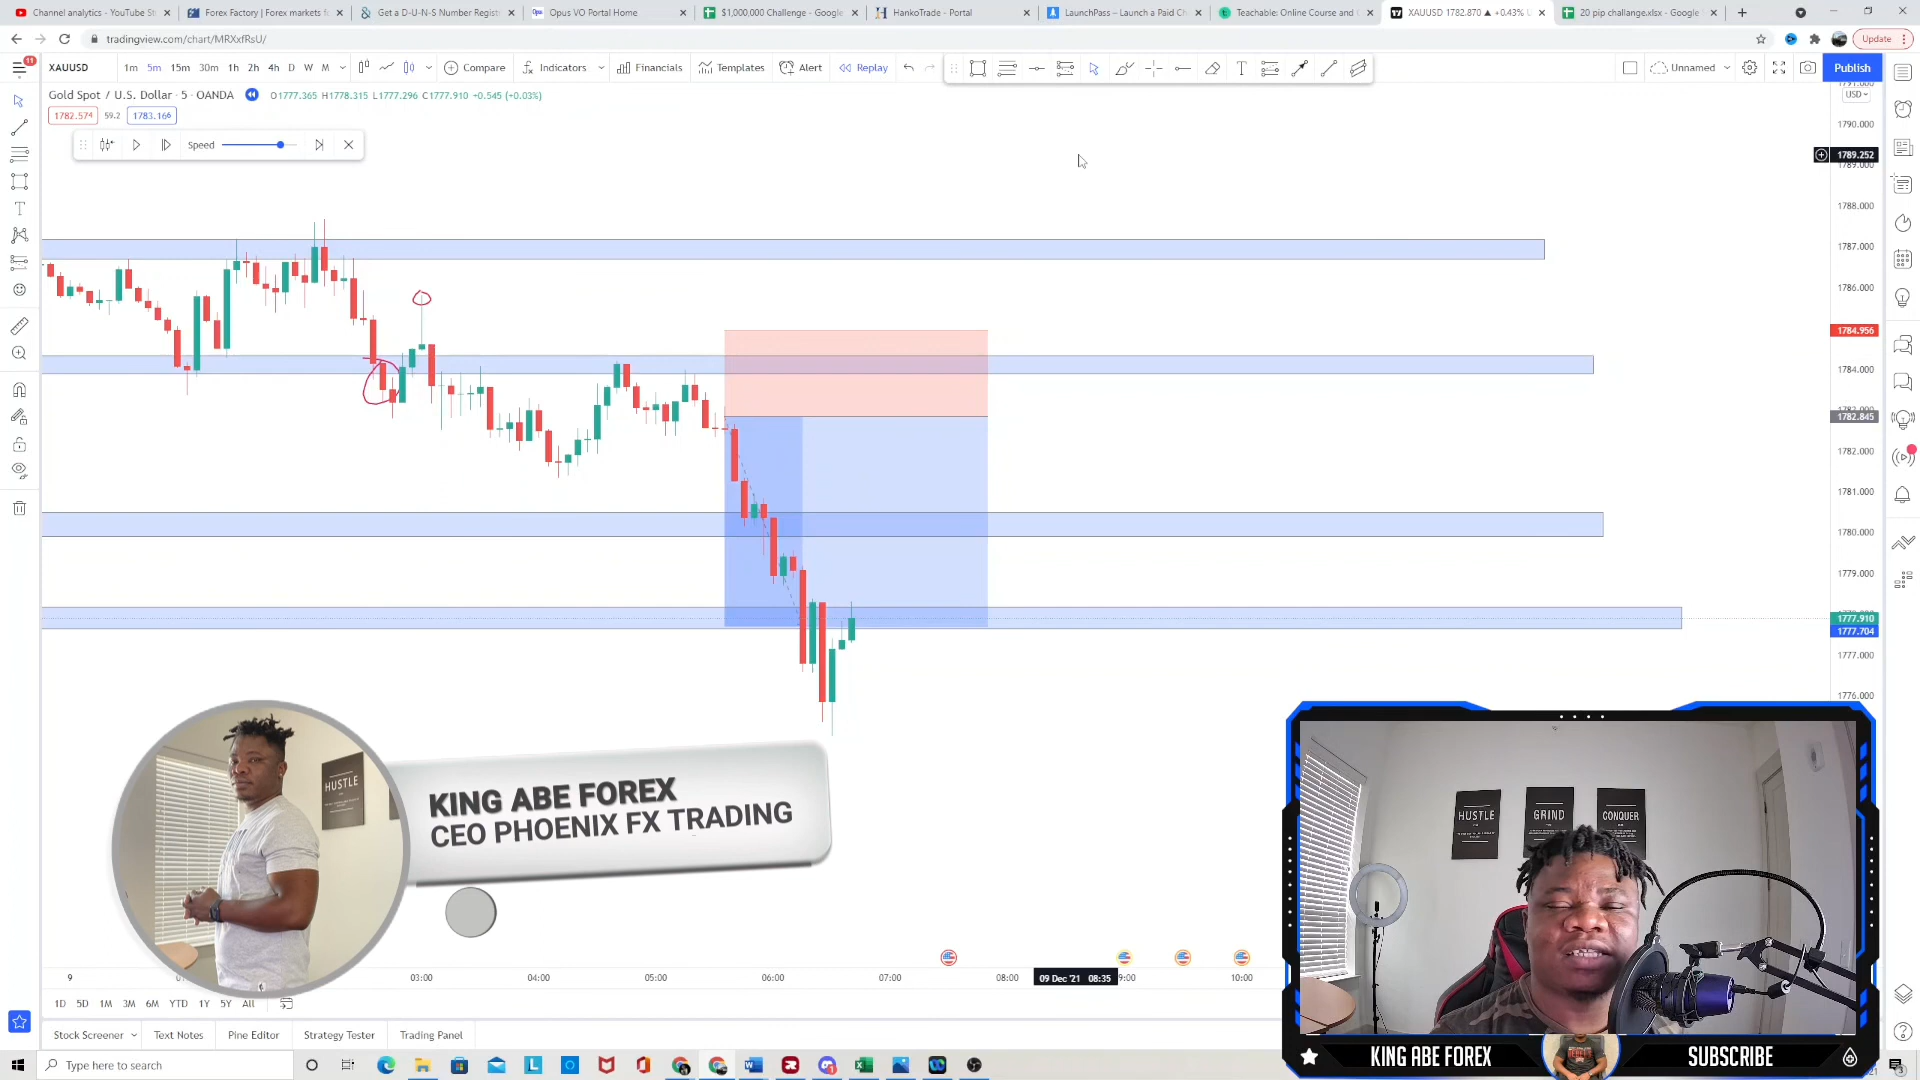 Channel analytics - YouTube St
Forex Factory | Forex markets f
Get a D-U-N-S Number Regist
Opus VO Portal Home
$1,000,000 Challenge - Google
HankoTrade - Portal
LaunchPass – Launch a Paid Ch
Teachable: Online Course and
XAUUSD 1782.870 ▲ +0.43% U
20 pip challange.xlsx - Google
tradingview.com/chart/MRXxfRsU/
Update
11
XAUUSD
1m 5m 15m 30m 1h 2h 4h D W M
Compare
Indicators
Financials
Templates
Alert
Replay
Unnamed
Publish
Gold Spot / U.S. Dollar · 5 · OANDA
O1777.365 H1778.315 L1777.296 C1777.910 +0.545 (+0.03%)
USD
1782.574 59.2 1783.166
Speed
1790.000
1789.252
1789.000
1788.000
1787.000
1786.000
1784.956
1784.000
1782.845
1782.000
1781.000
1780.000
1779.000
1777.910
1777.704
1777.000
1776.000
HUSTLE
KING ABE FOREX
CEO PHOENIX FX TRADING
HUSTLE
GRIND
CONQUER
9
03:00
04:00
05:00
06:00
07:00
08:00
09 Dec '21 08:35
9:00
10:00
1D 5D 1M 3M 6M YTD 1Y 5Y All
Stock Screener
Text Notes
Pine Editor
Strategy Tester
Trading Panel
KING ABE FOREX
SUBSCRIBE
Type here to search